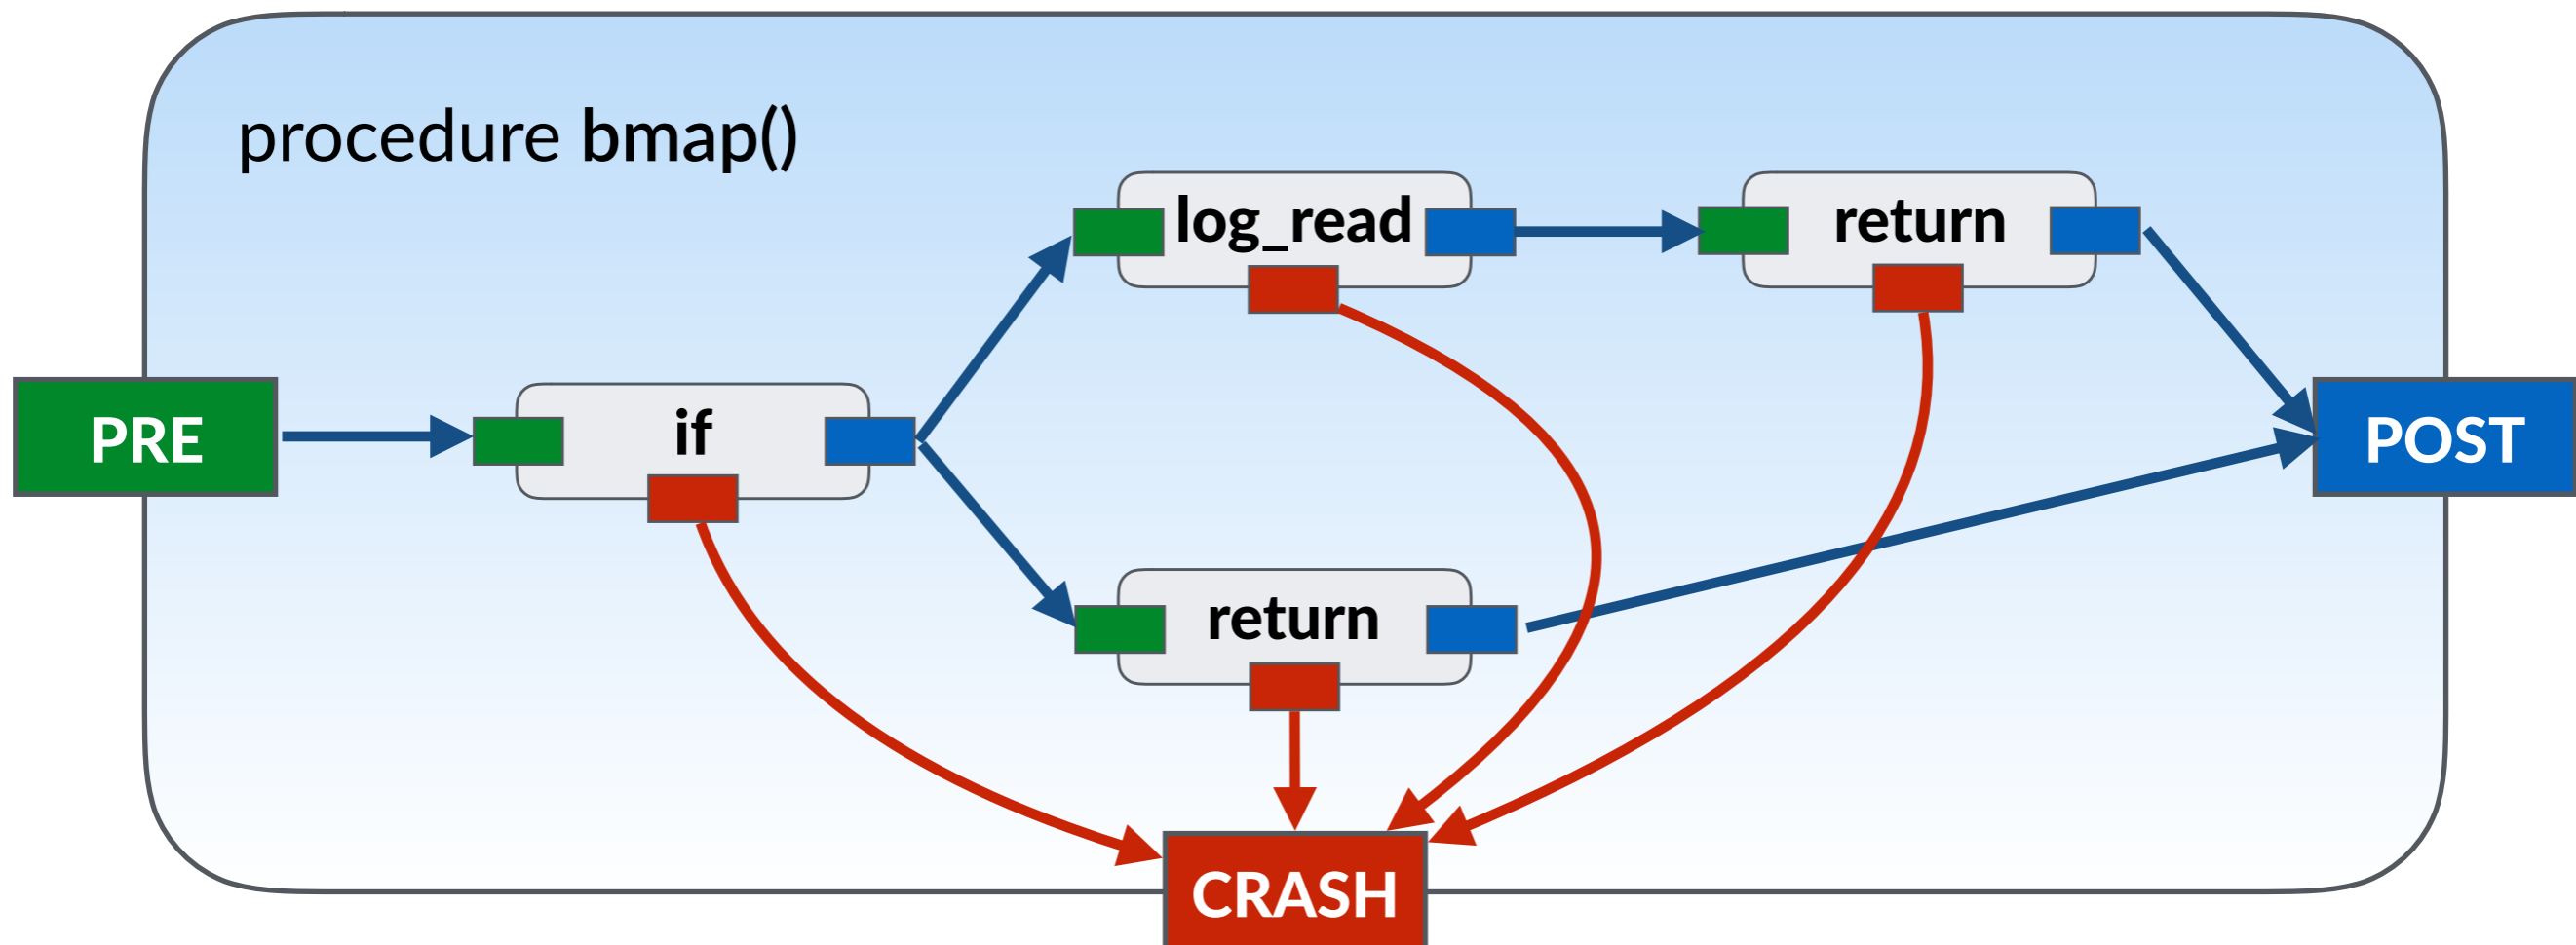 procedure bmap()
log_read
return
PRE
if
POST
return
CRASH